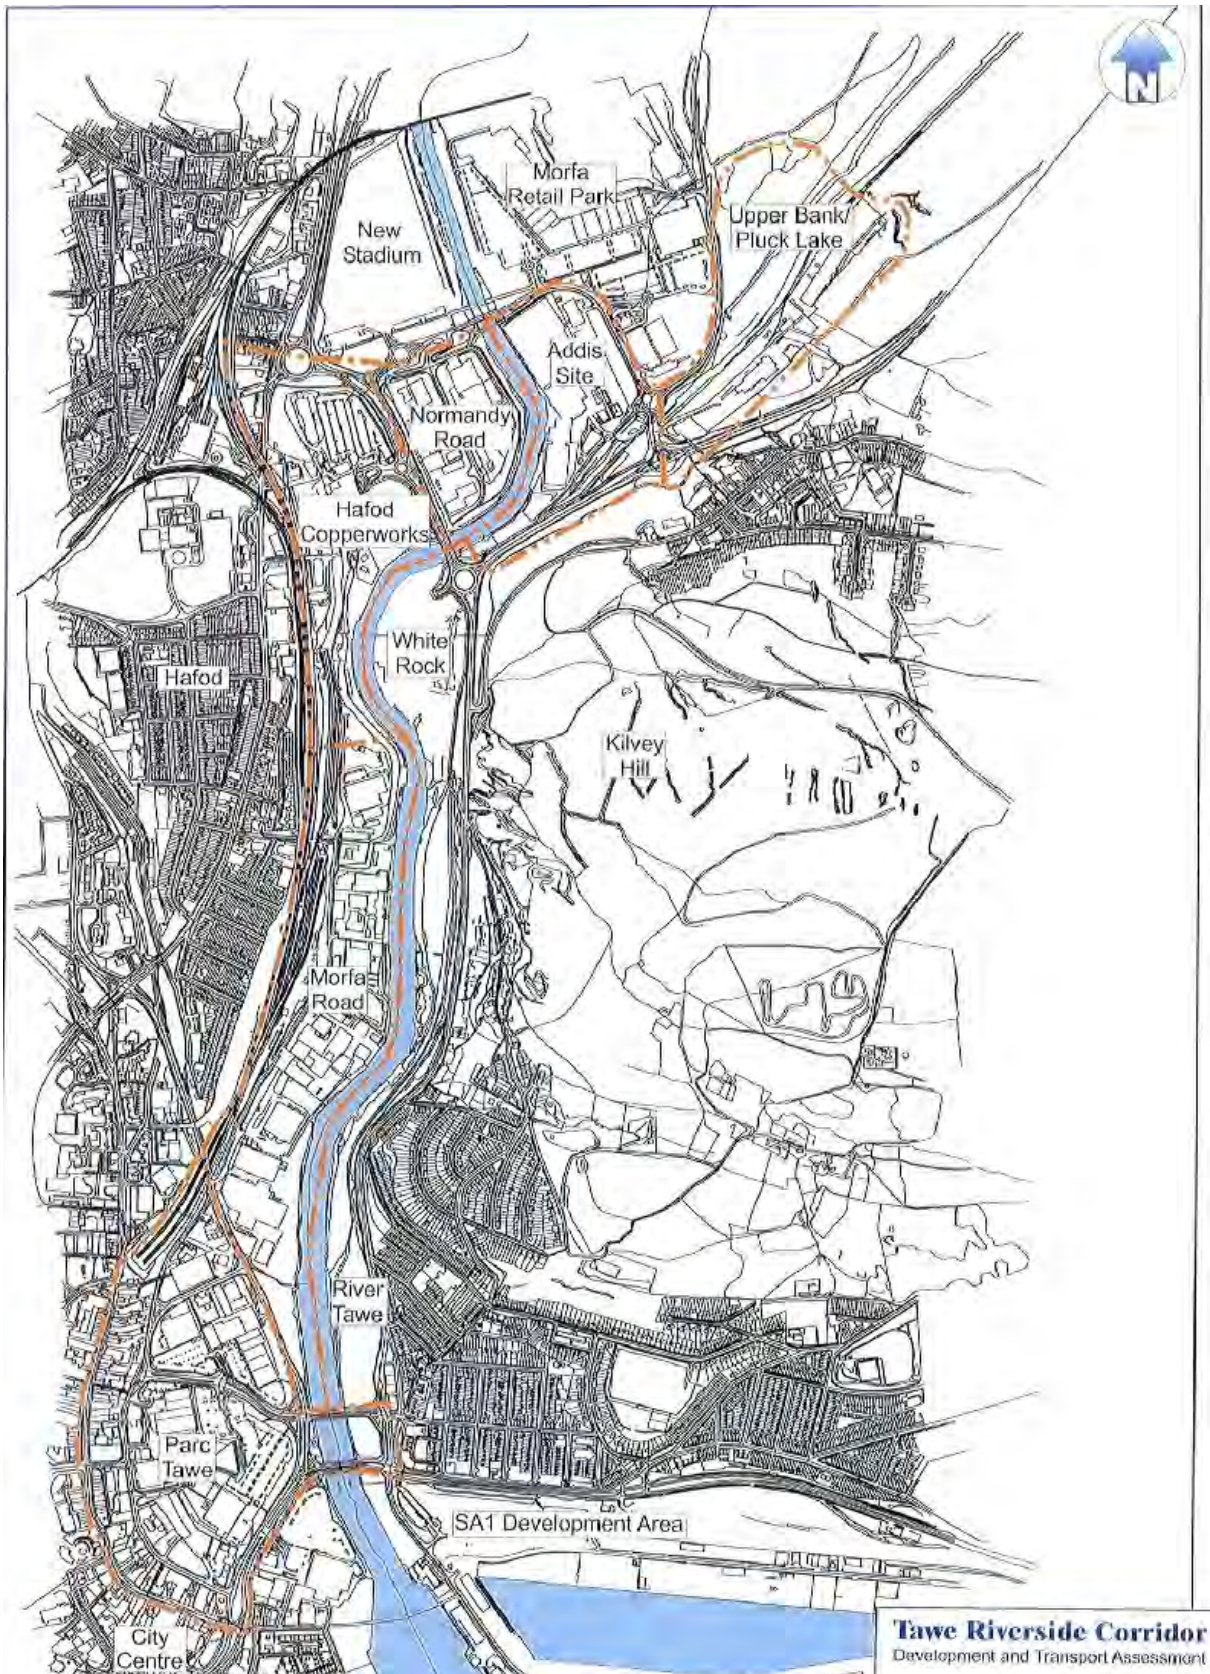 N
Morfa
Retail Park
New
Stadium
Upper Bank/
Pluck Lake
Addis
Site
Normandy
Road
Hafod
Copperworks
White
Rock
Hafod
Kilvey
Hill
Morfa
Road
River
Tawe
Parc
Tawe
SA1 Development Area
City
Centre
Tawe Riverside Corridor
Development and Transport Assessment